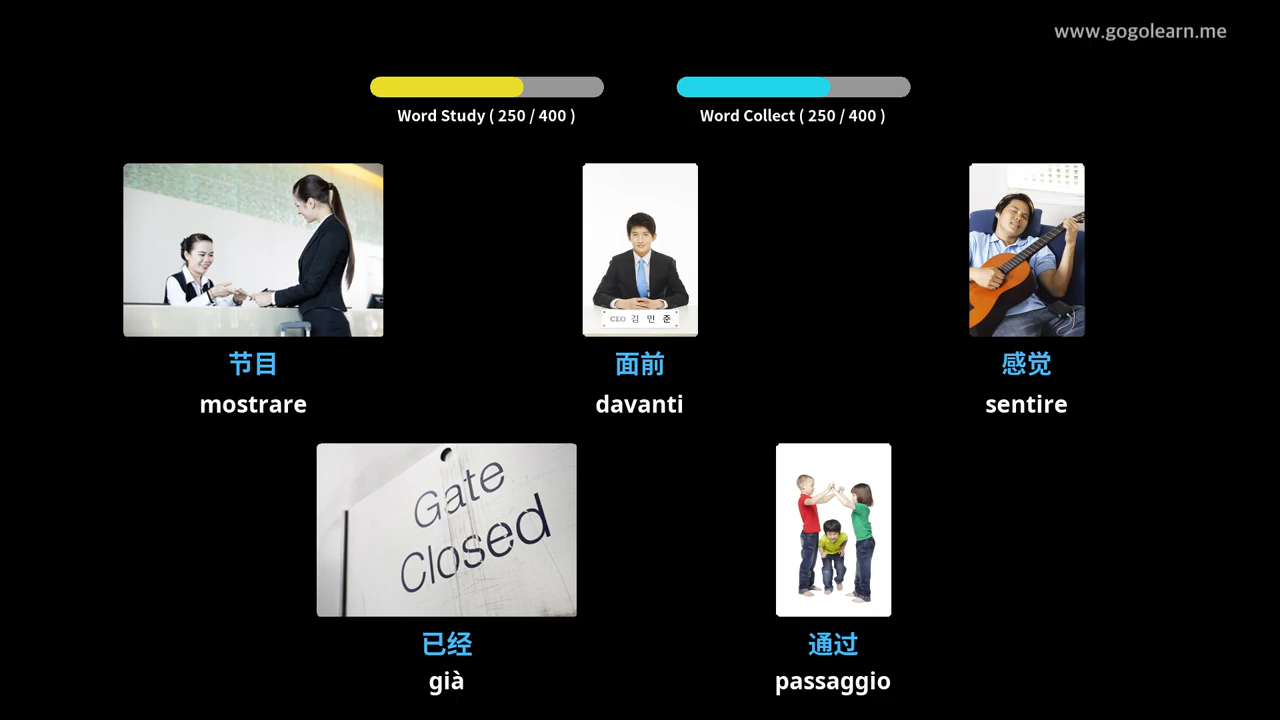 www.gogolearn.me
Word Study ( 250 / 400 )
Word Collect ( 250 / 400 )
CEO 김 민 준
节目
面前
感觉
mostrare
davanti
sentire
Gate
Closed
已经
通过
già
passaggio